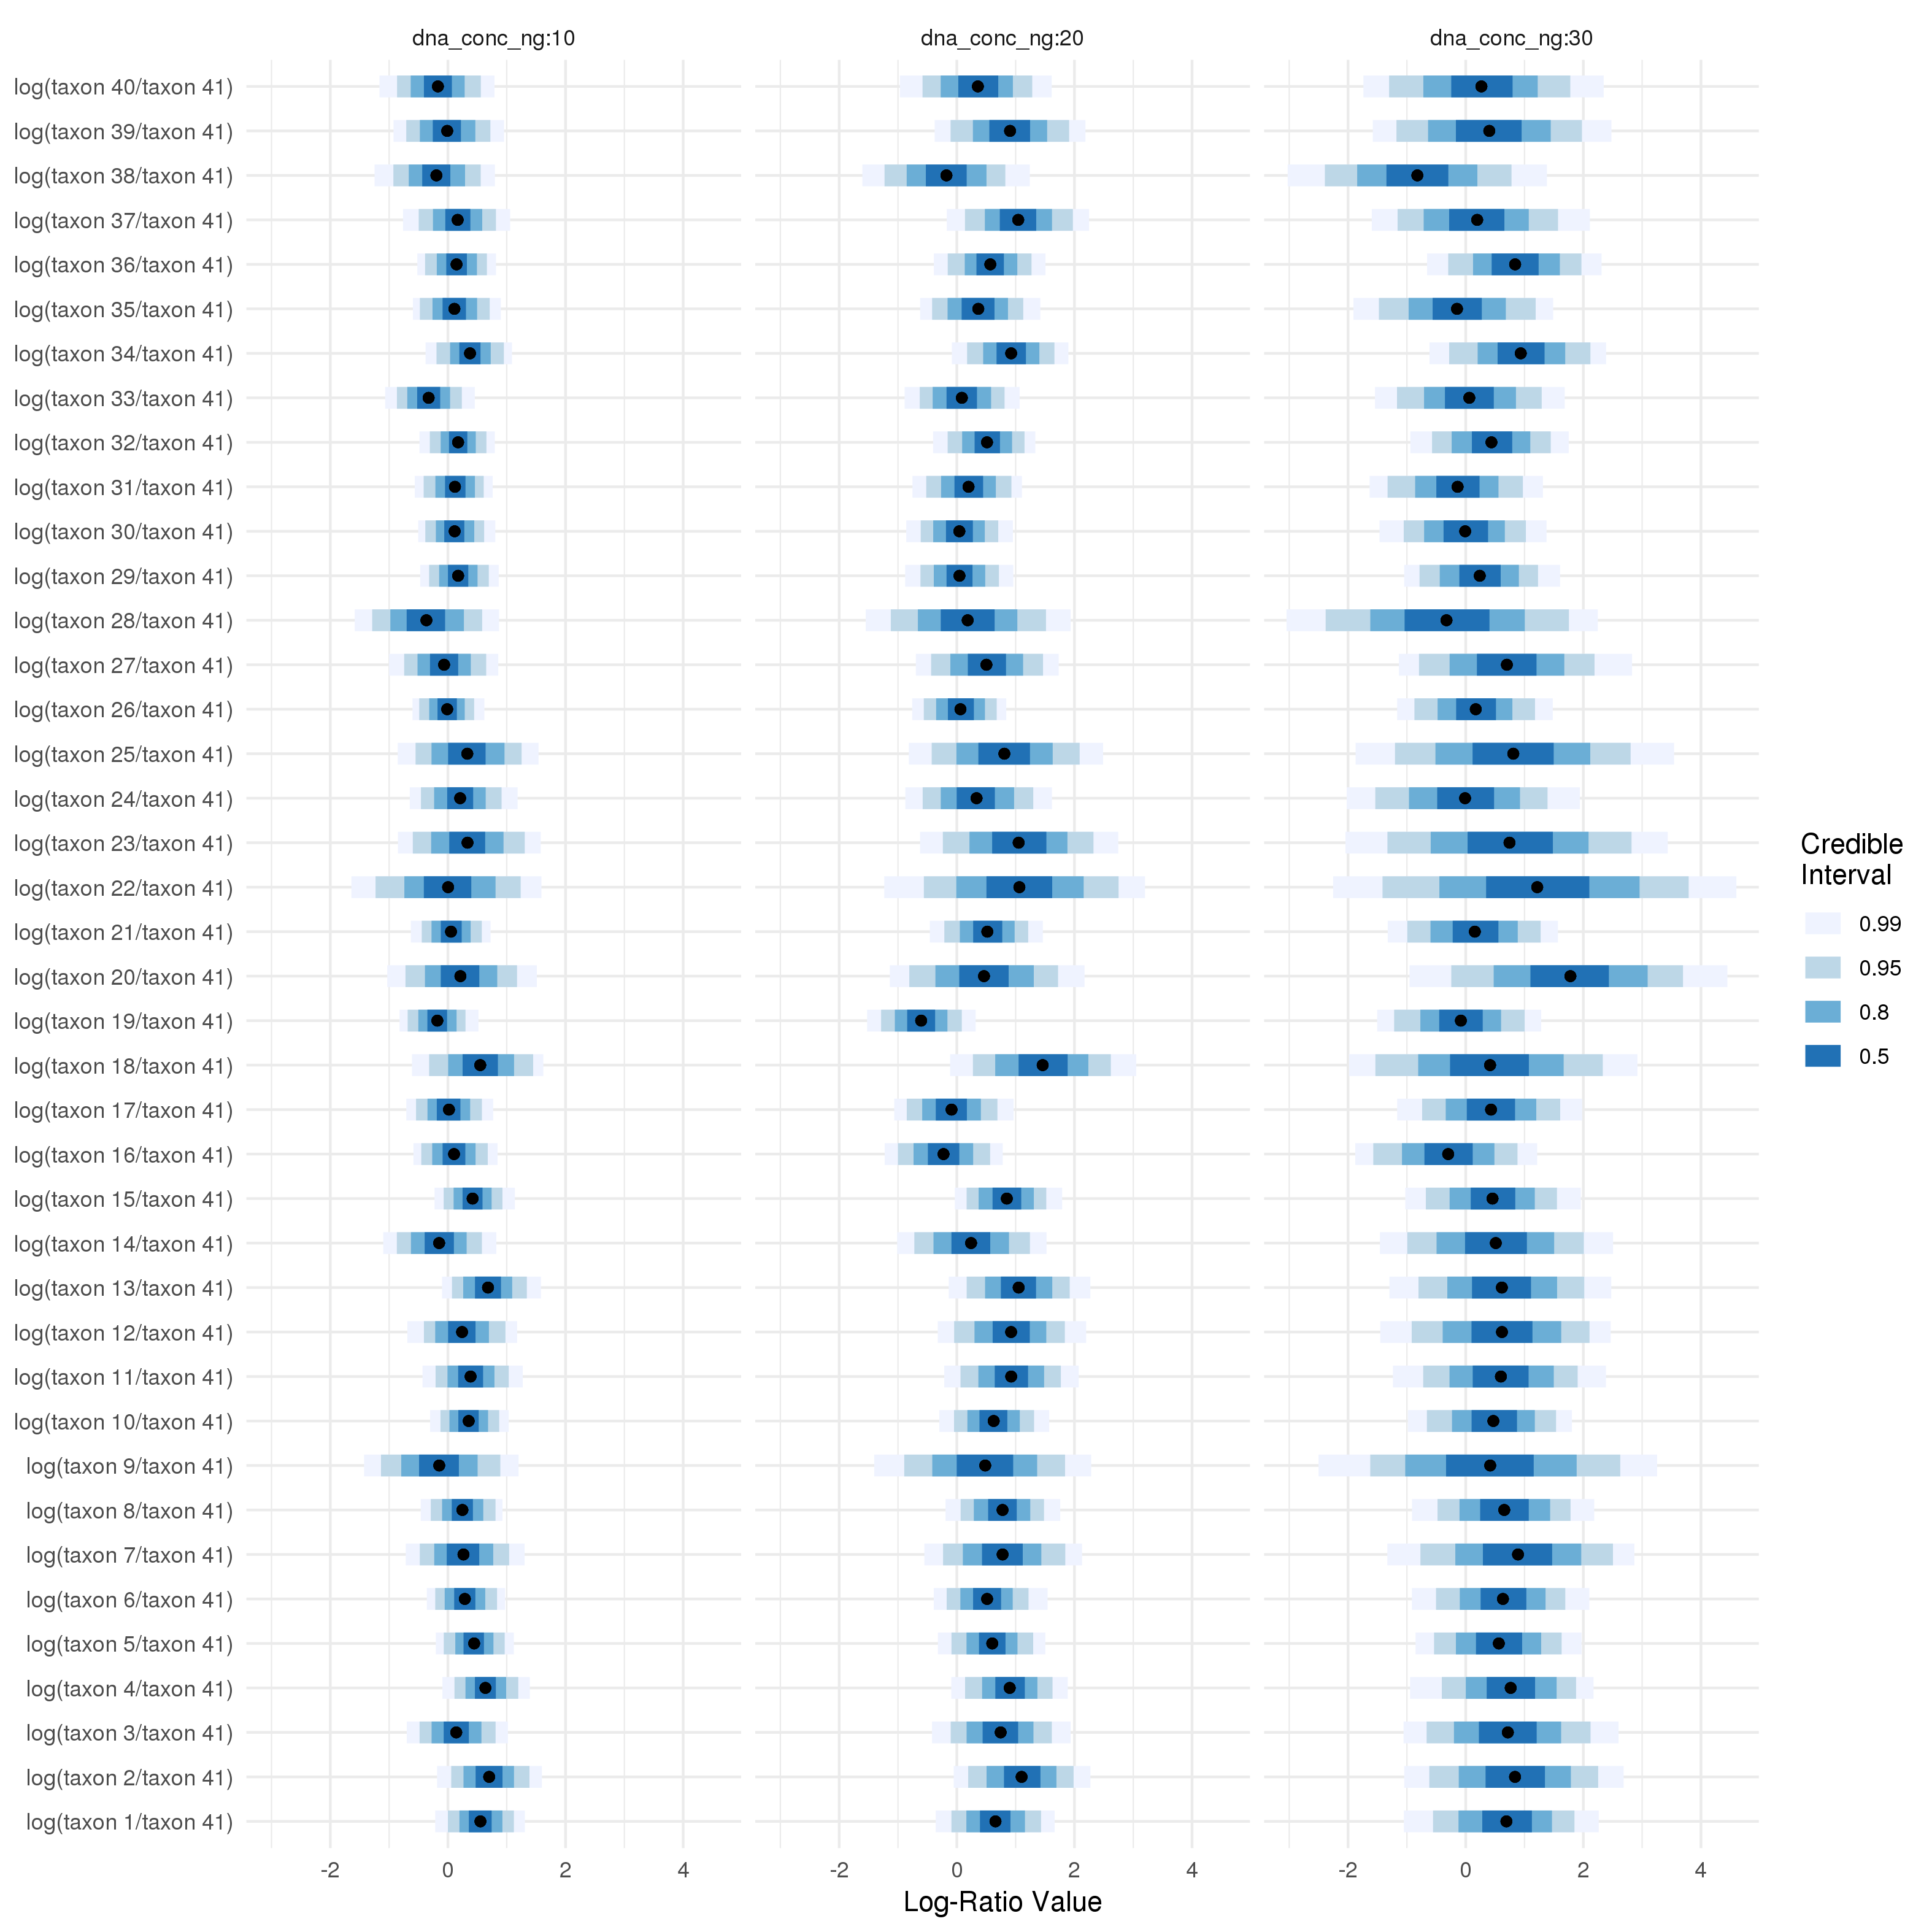 dna_conc_ng:10 dna_conc_ng:20 dna_conc_ng:30
log(taxon 40/taxon 41)
log(taxon 39/taxon 41)
log(taxon 38/taxon 41)
log(taxon 37/taxon 41)
log(taxon 36/taxon 41)
log(taxon 35/taxon 41)
log(taxon 34/taxon 41)
log(taxon 33/taxon 41)
log(taxon 32/taxon 41)
log(taxon 31/taxon 41)
log(taxon 30/taxon 41)
log(taxon 29/taxon 41)
log(taxon 28/taxon 41)
log(taxon 27/taxon 41)
log(taxon 26/taxon 41)
log(taxon 25/taxon 41)
log(taxon 24/taxon 41)
log(taxon 23/taxon 41)
log(taxon 22/taxon 41)
log(taxon 21/taxon 41)
log(taxon 20/taxon 41)
log(taxon 19/taxon 41)
log(taxon 18/taxon 41)
log(taxon 17/taxon 41)
log(taxon 16/taxon 41)
log(taxon 15/taxon 41)
log(taxon 14/taxon 41)
log(taxon 13/taxon 41)
log(taxon 12/taxon 41)
log(taxon 11/taxon 41)
log(taxon 10/taxon 41)
log(taxon 9/taxon 41)
log(taxon 8/taxon 41)
log(taxon 7/taxon 41)
log(taxon 6/taxon 41)
log(taxon 5/taxon 41)
log(taxon 4/taxon 41)
log(taxon 3/taxon 41)
log(taxon 2/taxon 41)
log(taxon 1/taxon 41)
-2 0 2 4 -2 0 2 4 -2 0 2 4
Log-Ratio Value
Credible
Interval
0.99
0.95
0.8
0.5